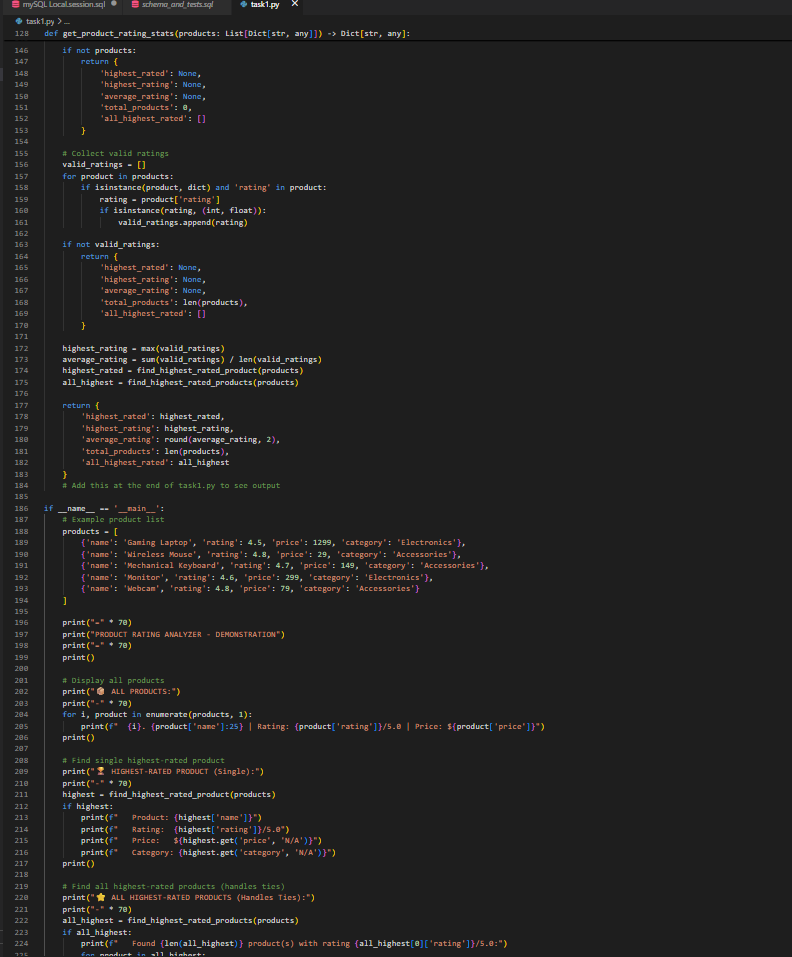 mySQL Local.session.sql
schema_and_tests.sql
task1.py
task1.py > ...
128 def get_product_rating_stats(products: List[Dict[str, any]]) -> Dict[str, any]:
146     if not products:
147         return {
148             'highest_rated': None,
149             'highest_rating': None,
150             'average_rating': None,
151             'total_products': 0,
152             'all_highest_rated': []
153         }
154
155     # Collect valid ratings
156     valid_ratings = []
157     for product in products:
158         if isinstance(product, dict) and 'rating' in product:
159             rating = product['rating']
160             if isinstance(rating, (int, float)):
161                 valid_ratings.append(rating)
162
163     if not valid_ratings:
164         return {
165             'highest_rated': None,
166             'highest_rating': None,
167             'average_rating': None,
168             'total_products': len(products),
169             'all_highest_rated': []
170         }
171
172     highest_rating = max(valid_ratings)
173     average_rating = sum(valid_ratings) / len(valid_ratings)
174     highest_rated = find_highest_rated_product(products)
175     all_highest = find_highest_rated_products(products)
176
177     return {
178         'highest_rated': highest_rated,
179         'highest_rating': highest_rating,
180         'average_rating': round(average_rating, 2),
181         'total_products': len(products),
182         'all_highest_rated': all_highest
183     }
184     # Add this at the end of task1.py to see output
185
186 if __name__ == '__main__':
187     # Example product list
188     products = [
189         {'name': 'Gaming Laptop', 'rating': 4.5, 'price': 1299, 'category': 'Electronics'},
190         {'name': 'Wireless Mouse', 'rating': 4.8, 'price': 29, 'category': 'Accessories'},
191         {'name': 'Mechanical Keyboard', 'rating': 4.7, 'price': 149, 'category': 'Accessories'},
192         {'name': 'Monitor', 'rating': 4.6, 'price': 299, 'category': 'Electronics'},
193         {'name': 'Webcam', 'rating': 4.8, 'price': 79, 'category': 'Accessories'}
194     ]
195
196     print("=" * 70)
197     print("PRODUCT RATING ANALYZER - DEMONSTRATION")
198     print("=" * 70)
199     print()
200
201     # Display all products
202     print("📦 ALL PRODUCTS:")
203     print("-" * 70)
204     for i, product in enumerate(products, 1):
205         print(f"  {i}. {product['name']:25} | Rating: {product['rating']}/5.0 | Price: ${product['price']}")
206     print()
207
208     # Find single highest-rated product
209     print("🏆 HIGHEST-RATED PRODUCT (Single):")
210     print("-" * 70)
211     highest = find_highest_rated_product(products)
212     if highest:
213         print(f"   Product: {highest['name']}")
214         print(f"   Rating:  {highest['rating']}/5.0")
215         print(f"   Price:   ${highest.get('price', 'N/A')}")
216         print(f"   Category: {highest.get('category', 'N/A')}")
217     print()
218
219     # Find all highest-rated products (handles ties)
220     print("⭐ ALL HIGHEST-RATED PRODUCTS (Handles Ties):")
221     print("-" * 70)
222     all_highest = find_highest_rated_products(products)
223     if all_highest:
224         print(f"   Found {len(all_highest)} product(s) with rating {all_highest[0]['rating']}/5.0:")
225         for product in all_highest: